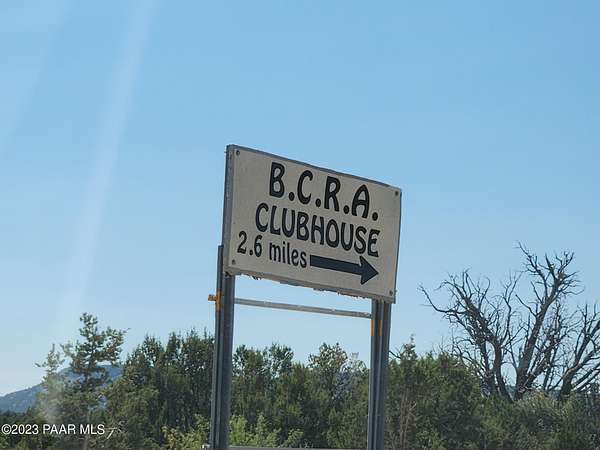 B.C.R.A.
CLUBHOUSE
2.6 miles
©2023 PAAR MLS